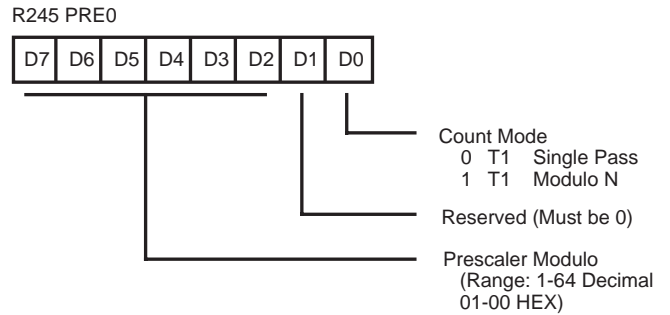 R245 PRE0
D7 D6 D5 D4 D3 D2 D1 D0
Count Mode
0 T1 Single Pass
1 T1 Modulo N
Reserved (Must be 0)
Prescaler Modulo
(Range: 1-64 Decimal
01-00 HEX)